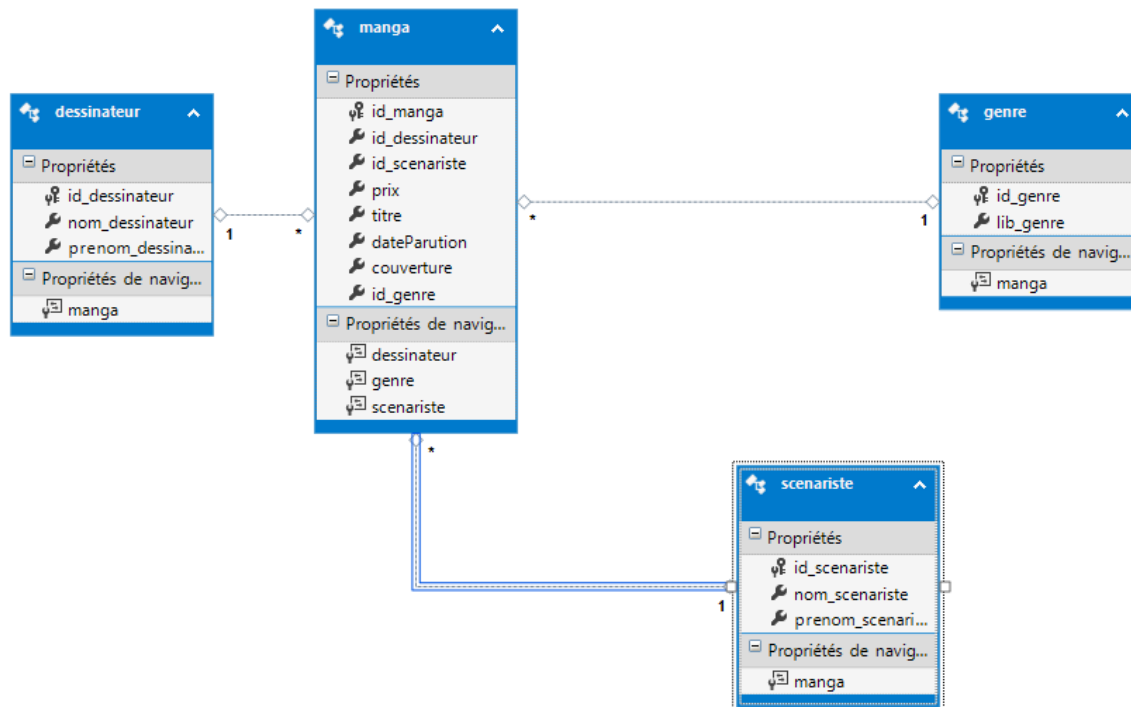 manga
Propriétés
id_manga
id_dessinateur
id_scenariste
prix
titre
dateParution
couverture
id_genre
Propriétés de navig...
dessinateur
genre
scenariste
dessinateur
Propriétés
id_dessinateur
nom_dessinateur
prenom_dessina...
Propriétés de navig...
manga
1
*
*
1
genre
Propriétés
id_genre
lib_genre
Propriétés de navig...
manga
*
1
scenariste
Propriétés
id_scenariste
nom_scenariste
prenom_scenari...
Propriétés de navig...
manga